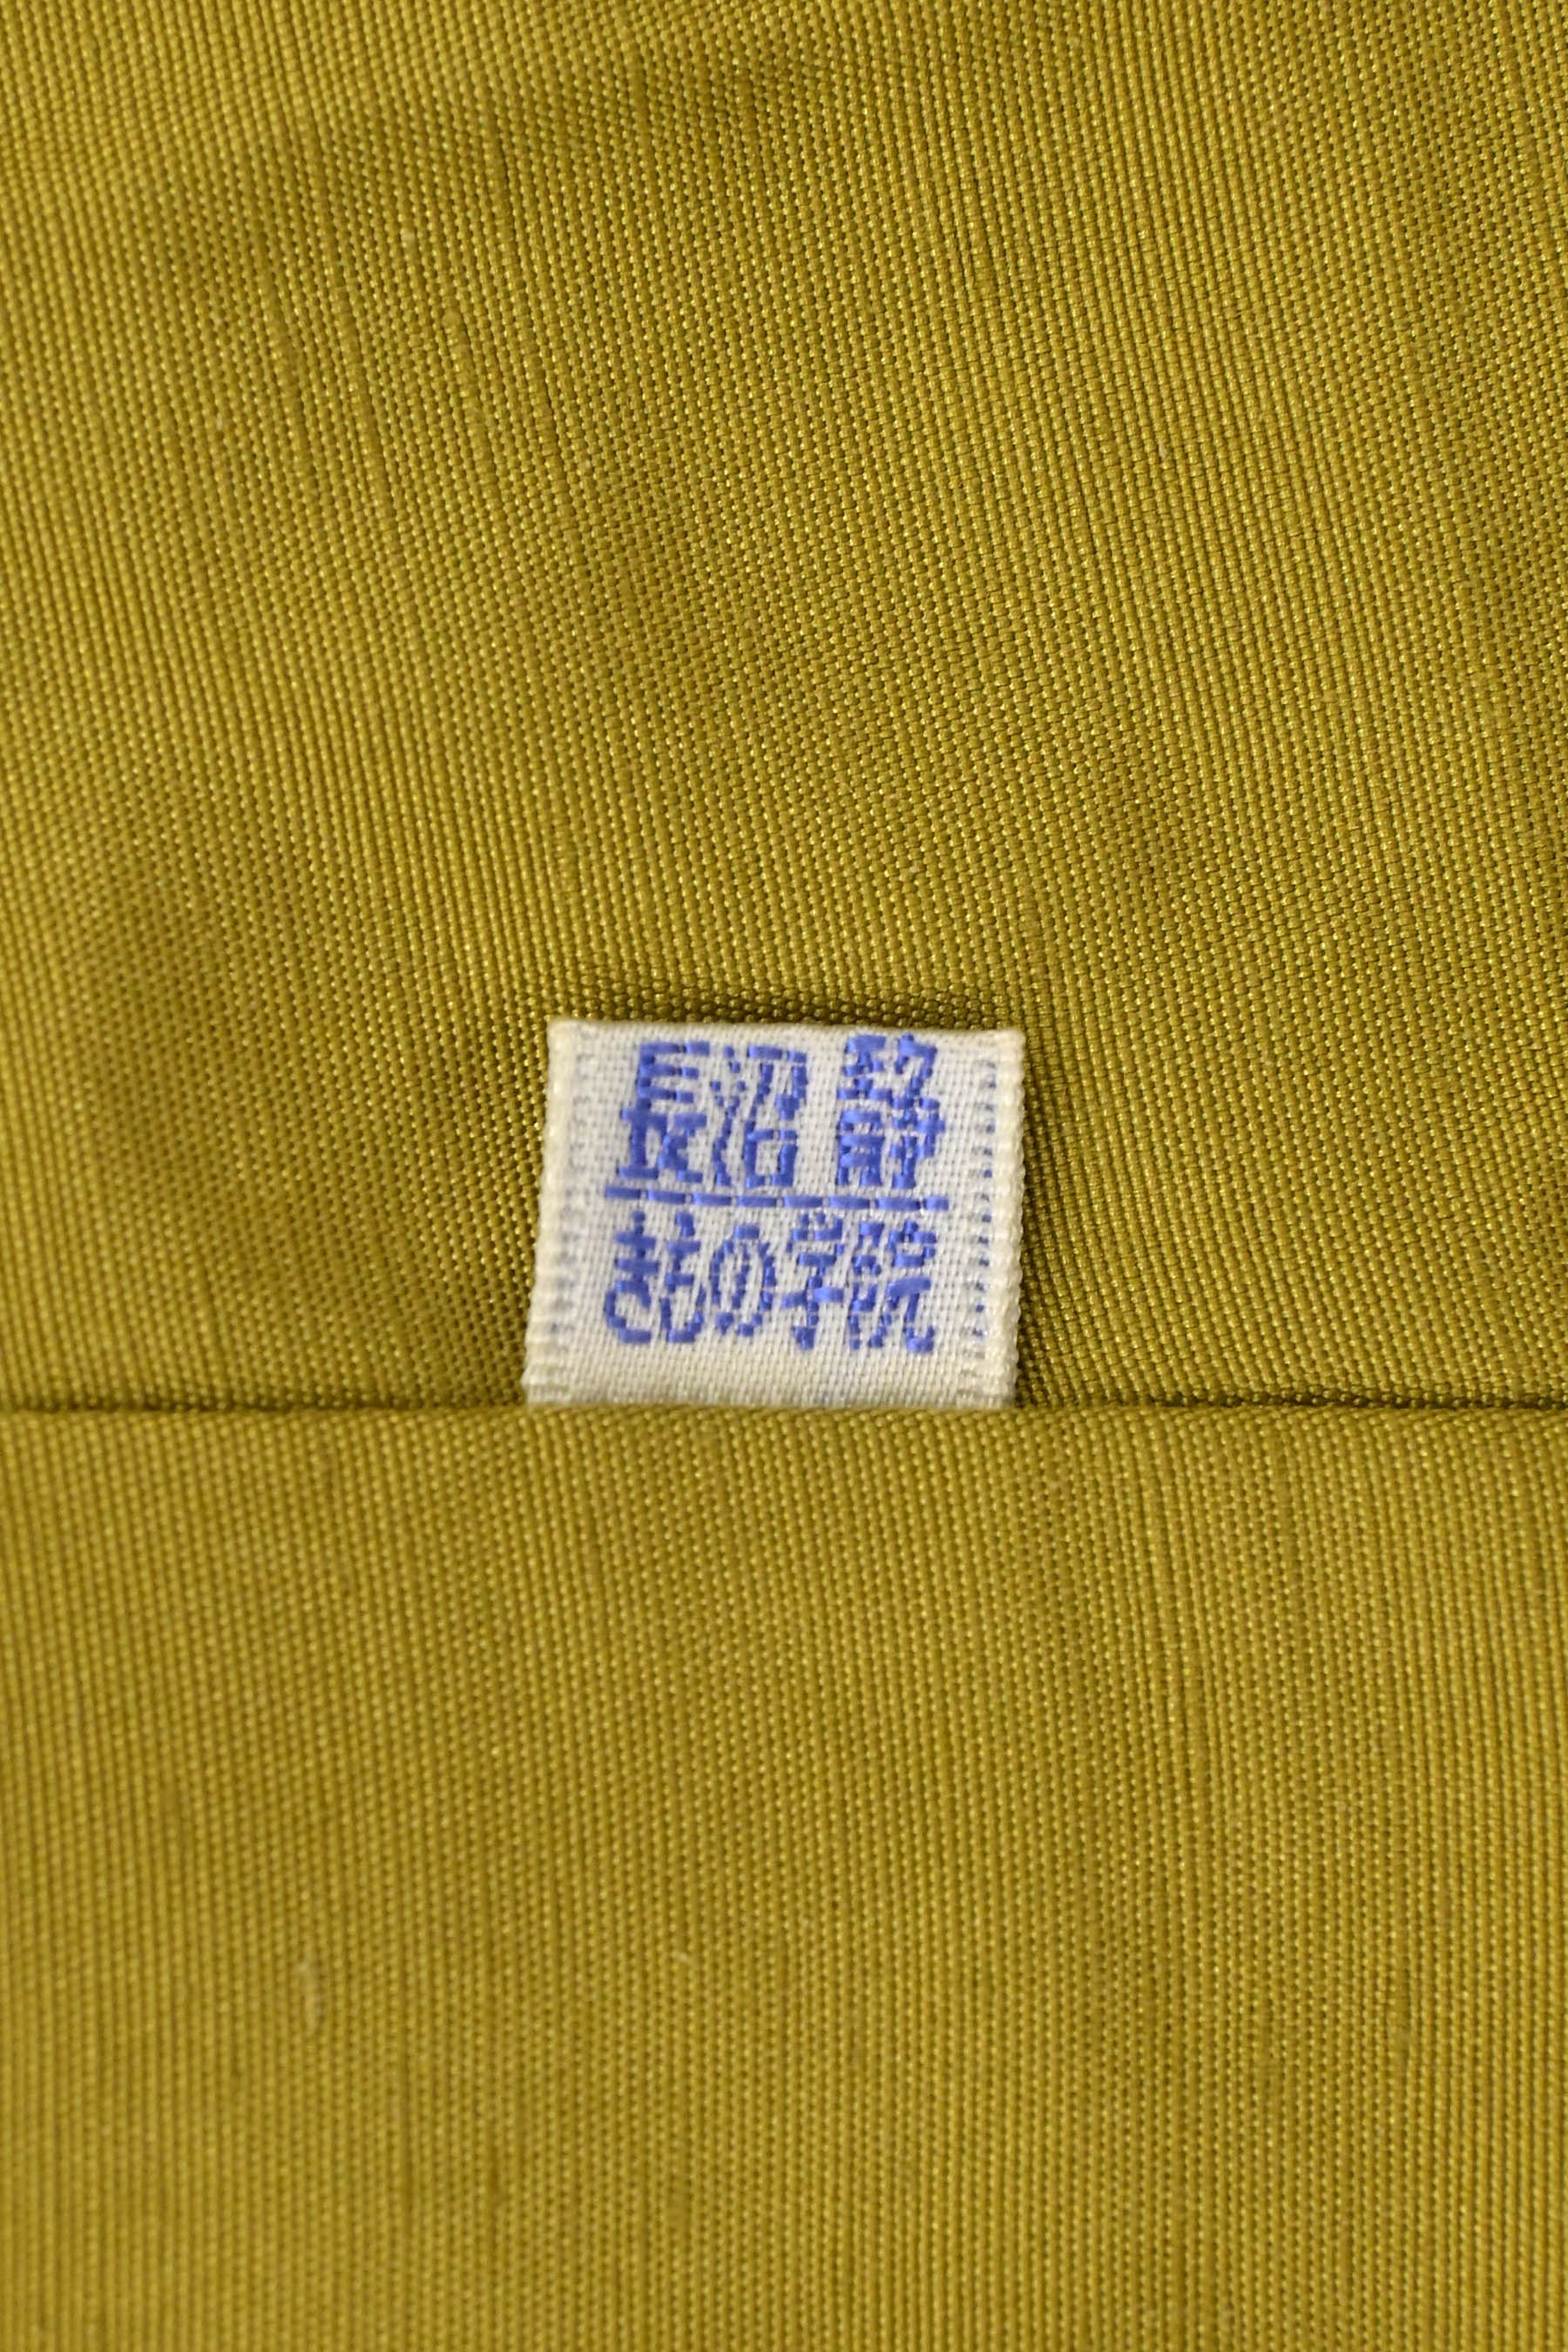 長沼 静
きもの学院